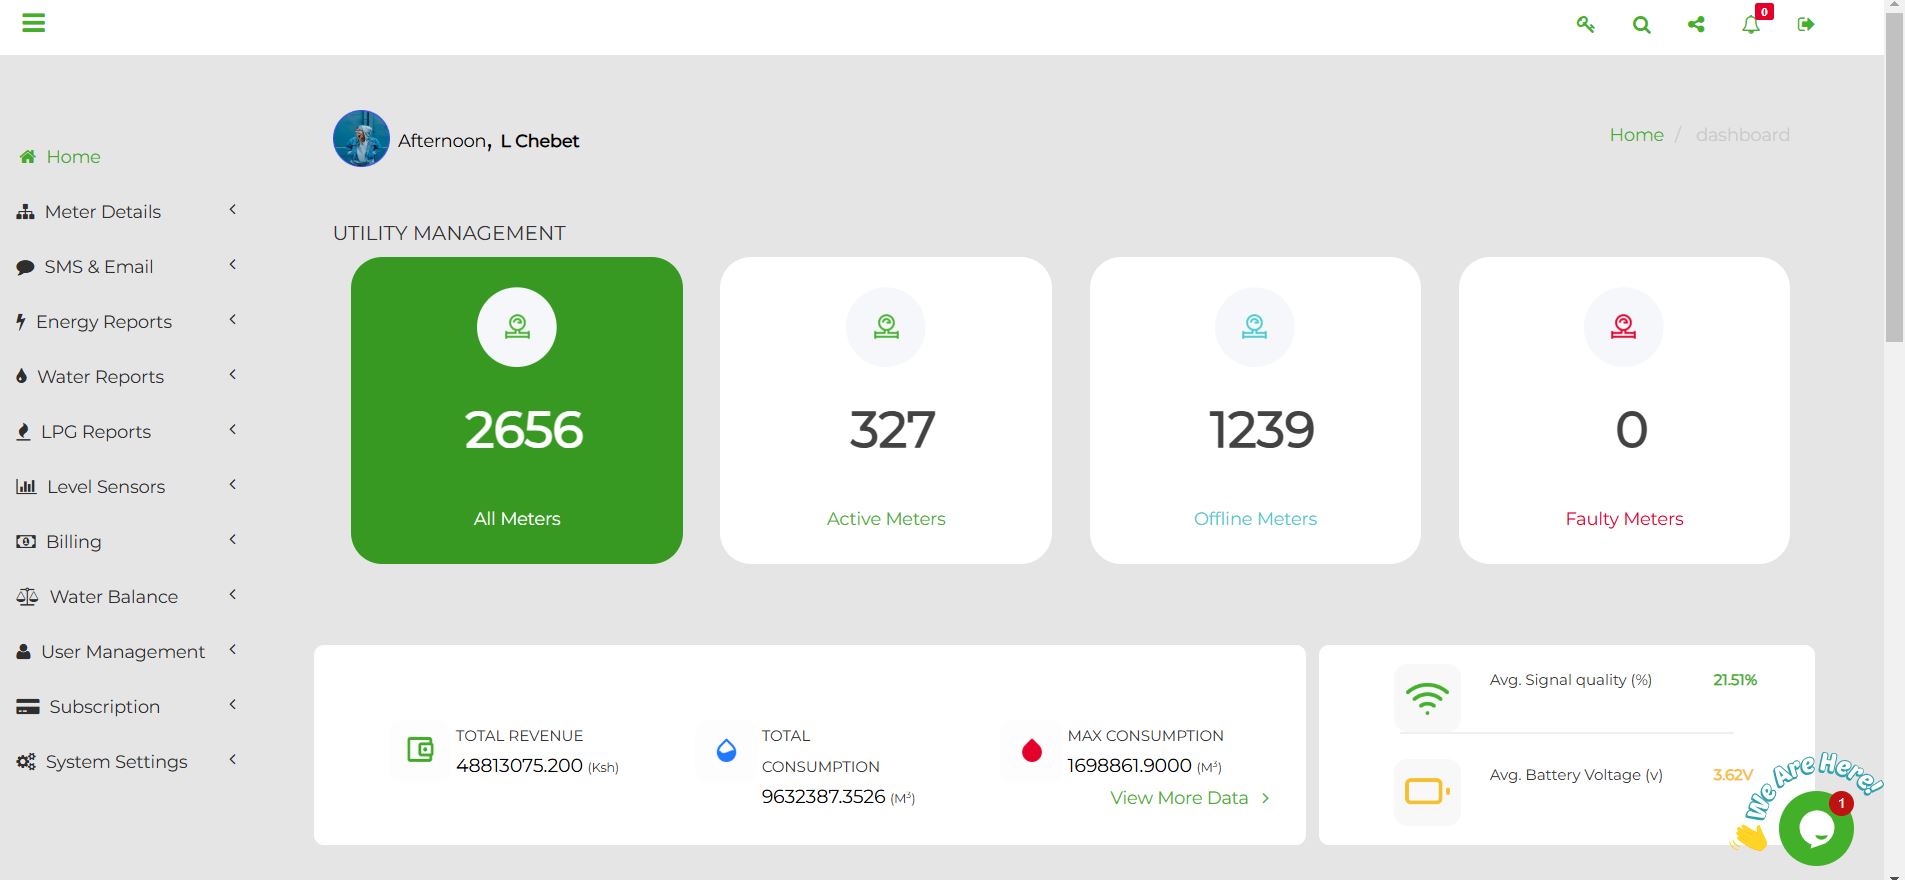 0
Afternoon, L Chebet
Home / dashboard
Home
Meter Details
SMS & Email
Energy Reports
Water Reports
LPG Reports
Level Sensors
Billing
Water Balance
User Management
Subscription
System Settings
UTILITY MANAGEMENT
2656
All Meters
327
Active Meters
1239
Offline Meters
0
Faulty Meters
TOTAL REVENUE
48813075.200 (Ksh)
TOTAL
CONSUMPTION
9632387.3526 (M³)
MAX CONSUMPTION
1698861.9000 (M³)
View More Data
Avg. Signal quality (%) 21.51%
Avg. Battery Voltage (v) 3.62V
We Are Here!
1